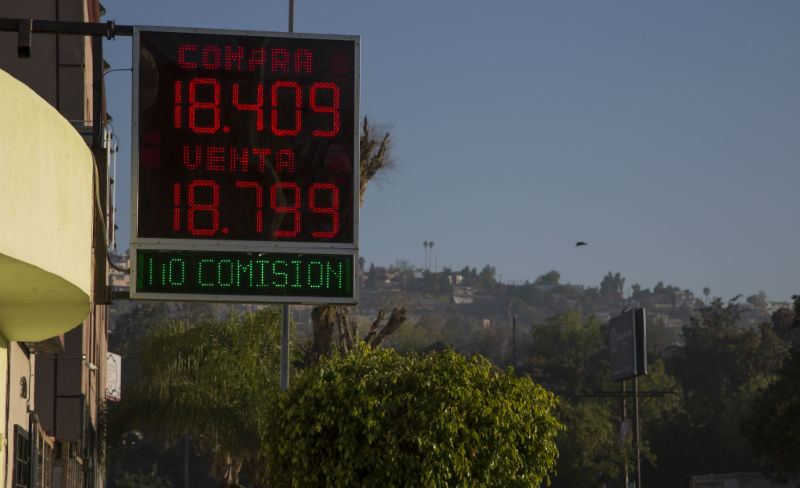 COMPRA
18.409
VENTA
18.799
NO COMISION